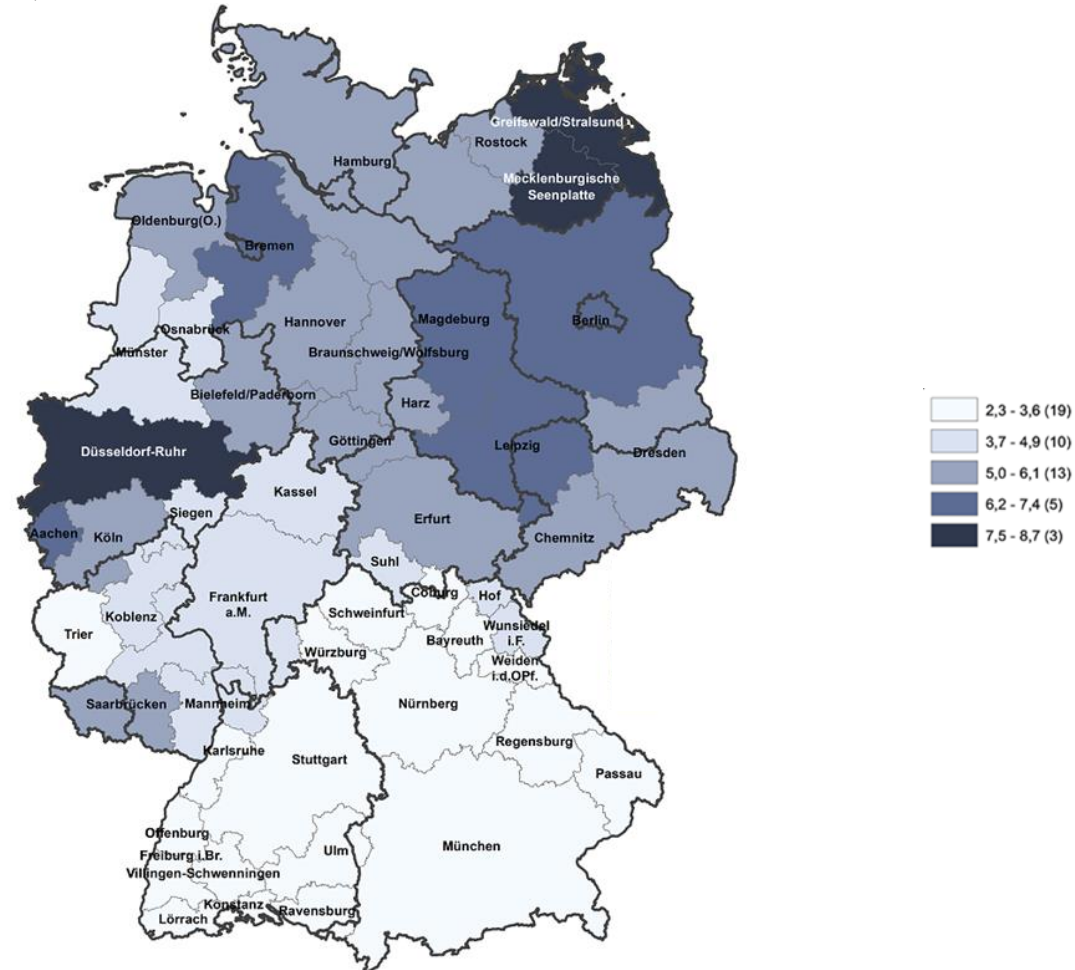 Greifswald/Stralsund
Rostock
Hamburg
Mecklenburgische
Seenplatte
Oldenburg(O.)
Bremen
Osnabrück
Hannover
Magdeburg
Berlin
Münster
Braunschweig/Wolfsburg
Bielefeld/Paderborn
Harz
Göttingen
Leipzig
Düsseldorf-Ruhr
Dresden
Kassel
Siegen
Erfurt
Aachen
Köln
Chemnitz
Suhl
Frankfurt
a.M.
Coburg
Hof
Koblenz
Schweinfurt
Wunsiedel
i.F.
Trier
Bayreuth
Würzburg
Weiden
i.d.OPf.
Saarbrücken
Mannheim
Nürnberg
Karlsruhe
Stuttgart
Regensburg
Passau
Offenburg
Freiburg i.Br.
Ulm
München
Villingen-Schwenningen
Konstanz
Ravensburg
Lörrach
2,3 - 3,6 (19)
3,7 - 4,9 (10)
5,0 - 6,1 (13)
6,2 - 7,4 (5)
7,5 - 8,7 (3)